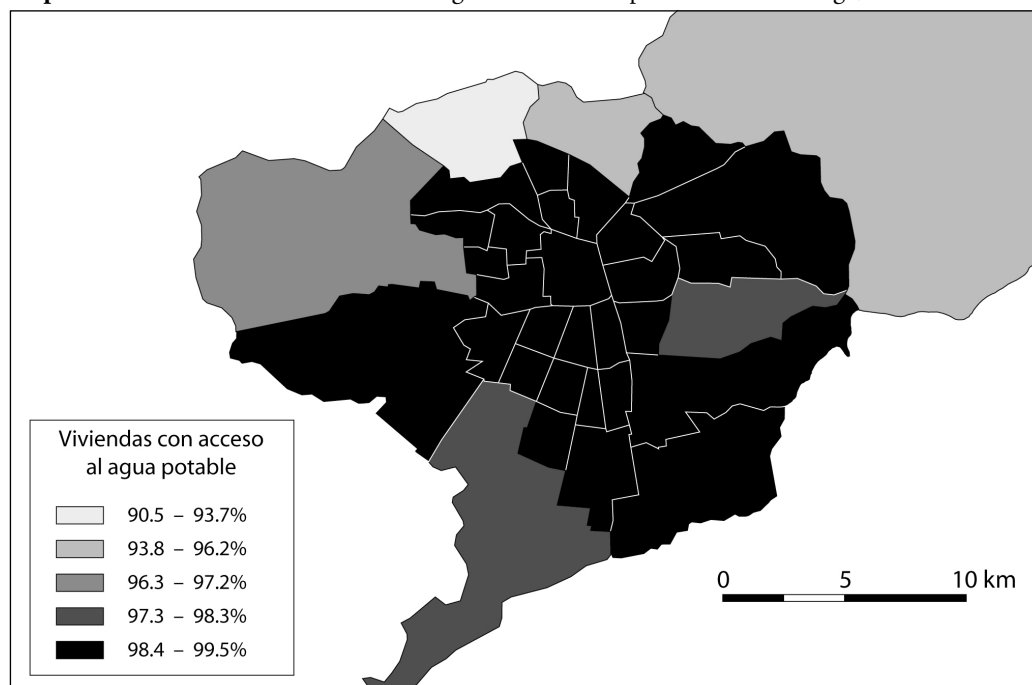 Viviendas con acceso
al agua potable
90.5 – 93.7%
93.8 – 96.2%
96.3 – 97.2%
97.3 – 98.3%
98.4 – 99.5%
0 5 10 km